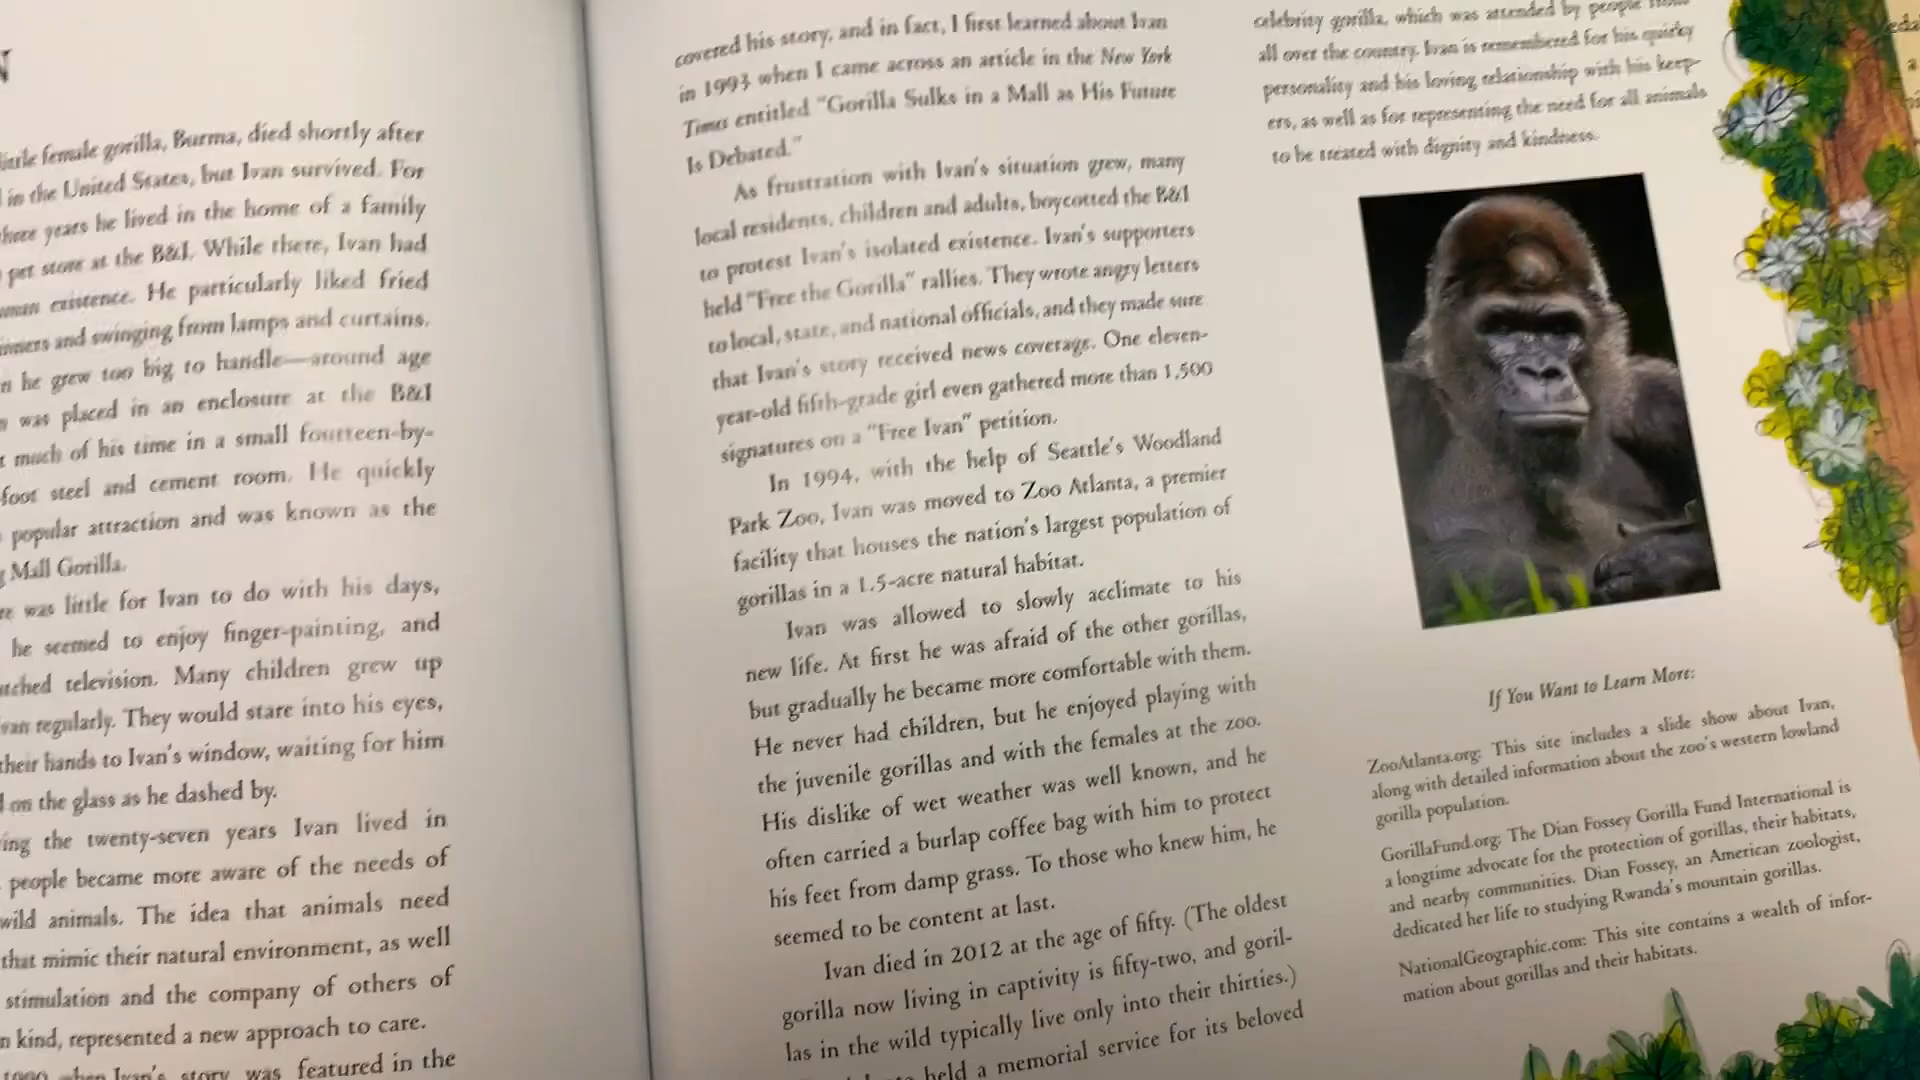 N
little female gorilla, Burma, died shortly after
in the United States, but Ivan survived. For
three years he lived in the home of a family
pet store at the B&I. While there, Ivan had
existence. He particularly liked fried
and swinging from lamps and curtains.
he grew too big to handle—around age
was placed in an enclosure at the B&I
much of his time in a small fourteen-by-
foot steel and cement room. He quickly
popular attraction and was known as the
Mall Gorilla.
was little for Ivan to do with his days,
he seemed to enjoy finger-painting, and
television. Many children grew up
regularly. They would stare into his eyes,
their hands to Ivan's window, waiting for him
on the glass as he dashed by.
the twenty-seven years Ivan lived in
people became more aware of the needs of
wild animals. The idea that animals need
that mimic their natural environment, as well
stimulation and the company of others of
kind, represented a new approach to care.
when Ivan's story was featured in the
covered his story, and in fact, I first learned about Ivan
in 1993 when I came across an article in the New York
Times entitled "Gorilla Sulks in a Mall as His Future
Is Debated."
As frustration with Ivan's situation grew, many
local residents, children and adults, boycotted the B&I
to protest Ivan's isolated existence. Ivan's supporters
held "Free the Gorilla" rallies. They wrote angry letters
to local, state, and national officials, and they made sure
that Ivan's story received news coverage. One eleven-
year-old fifth-grade girl even gathered more than 1,500
signatures on a "Free Ivan" petition.
In 1994, with the help of Seattle's Woodland
Park Zoo, Ivan was moved to Zoo Atlanta, a premier
facility that houses the nation's largest population of
gorillas in a 1.5-acre natural habitat.
Ivan was allowed to slowly acclimate to his
new life. At first he was afraid of the other gorillas,
but gradually he became more comfortable with them.
He never had children, but he enjoyed playing with
the juvenile gorillas and with the females at the zoo.
His dislike of wet weather was well known, and he
often carried a burlap coffee bag with him to protect
his feet from damp grass. To those who knew him, he
seemed to be content at last.
Ivan died in 2012 at the age of fifty. (The oldest
gorilla now living in captivity is fifty-two, and goril-
las in the wild typically live only into their thirties.)
held a memorial service for its beloved
celebrity gorilla, which was attended by people from
all over the country. Ivan is remembered for his quirky
personality and his loving relationship with his keep-
ers, as well as for representing the need for all animals
to be treated with dignity and kindness.
If You Want to Learn More:
ZooAtlanta.org: This site includes a slide show about Ivan,
along with detailed information about the zoo's western lowland
gorilla population.
GorillaFund.org: The Dian Fossey Gorilla Fund International is
a longtime advocate for the protection of gorillas, their habitats,
and nearby communities. Dian Fossey, an American zoologist,
dedicated her life to studying Rwanda's mountain gorillas.
NationalGeographic.com: This site contains a wealth of infor-
mation about gorillas and their habitats.